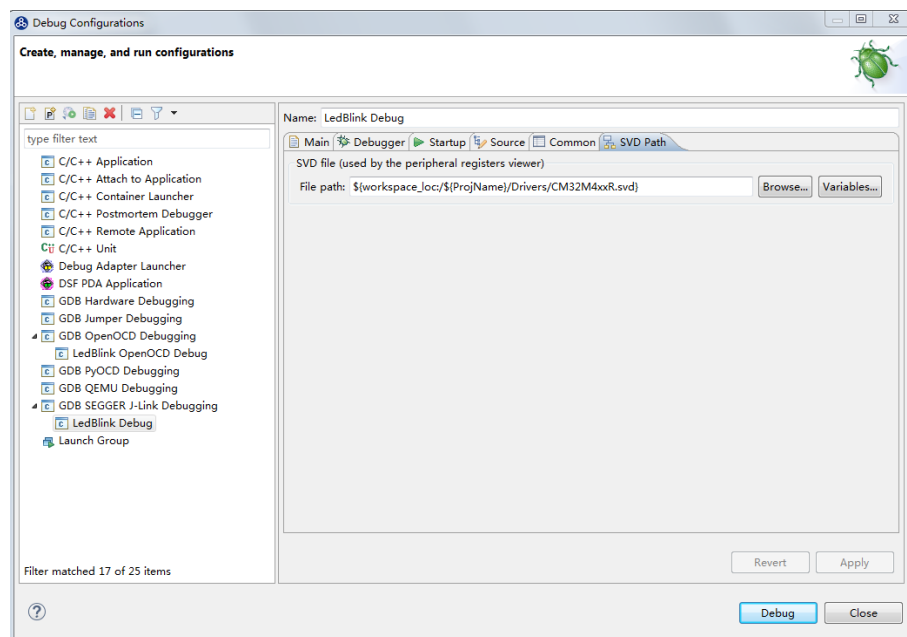 Debug Configurations
Create, manage, and run configurations
type filter text
C/C++ Application
C/C++ Attach to Application
C/C++ Container Launcher
C/C++ Postmortem Debugger
C/C++ Remote Application
C/C++ Unit
Debug Adapter Launcher
DSF PDA Application
GDB Hardware Debugging
GDB Jumper Debugging
GDB OpenOCD Debugging
LedBlink OpenOCD Debug
GDB PyOCD Debugging
GDB QEMU Debugging
GDB SEGGER J-Link Debugging
LedBlink Debug
Launch Group
Filter matched 17 of 25 items
Name: LedBlink Debug
Main Debugger Startup Source Common SVD Path
SVD file (used by the peripheral registers viewer)
File path: ${workspace_loc:/${ProjName}/Drivers/CM32M4xxR.svd} Browse... Variables...
Revert Apply
Debug Close